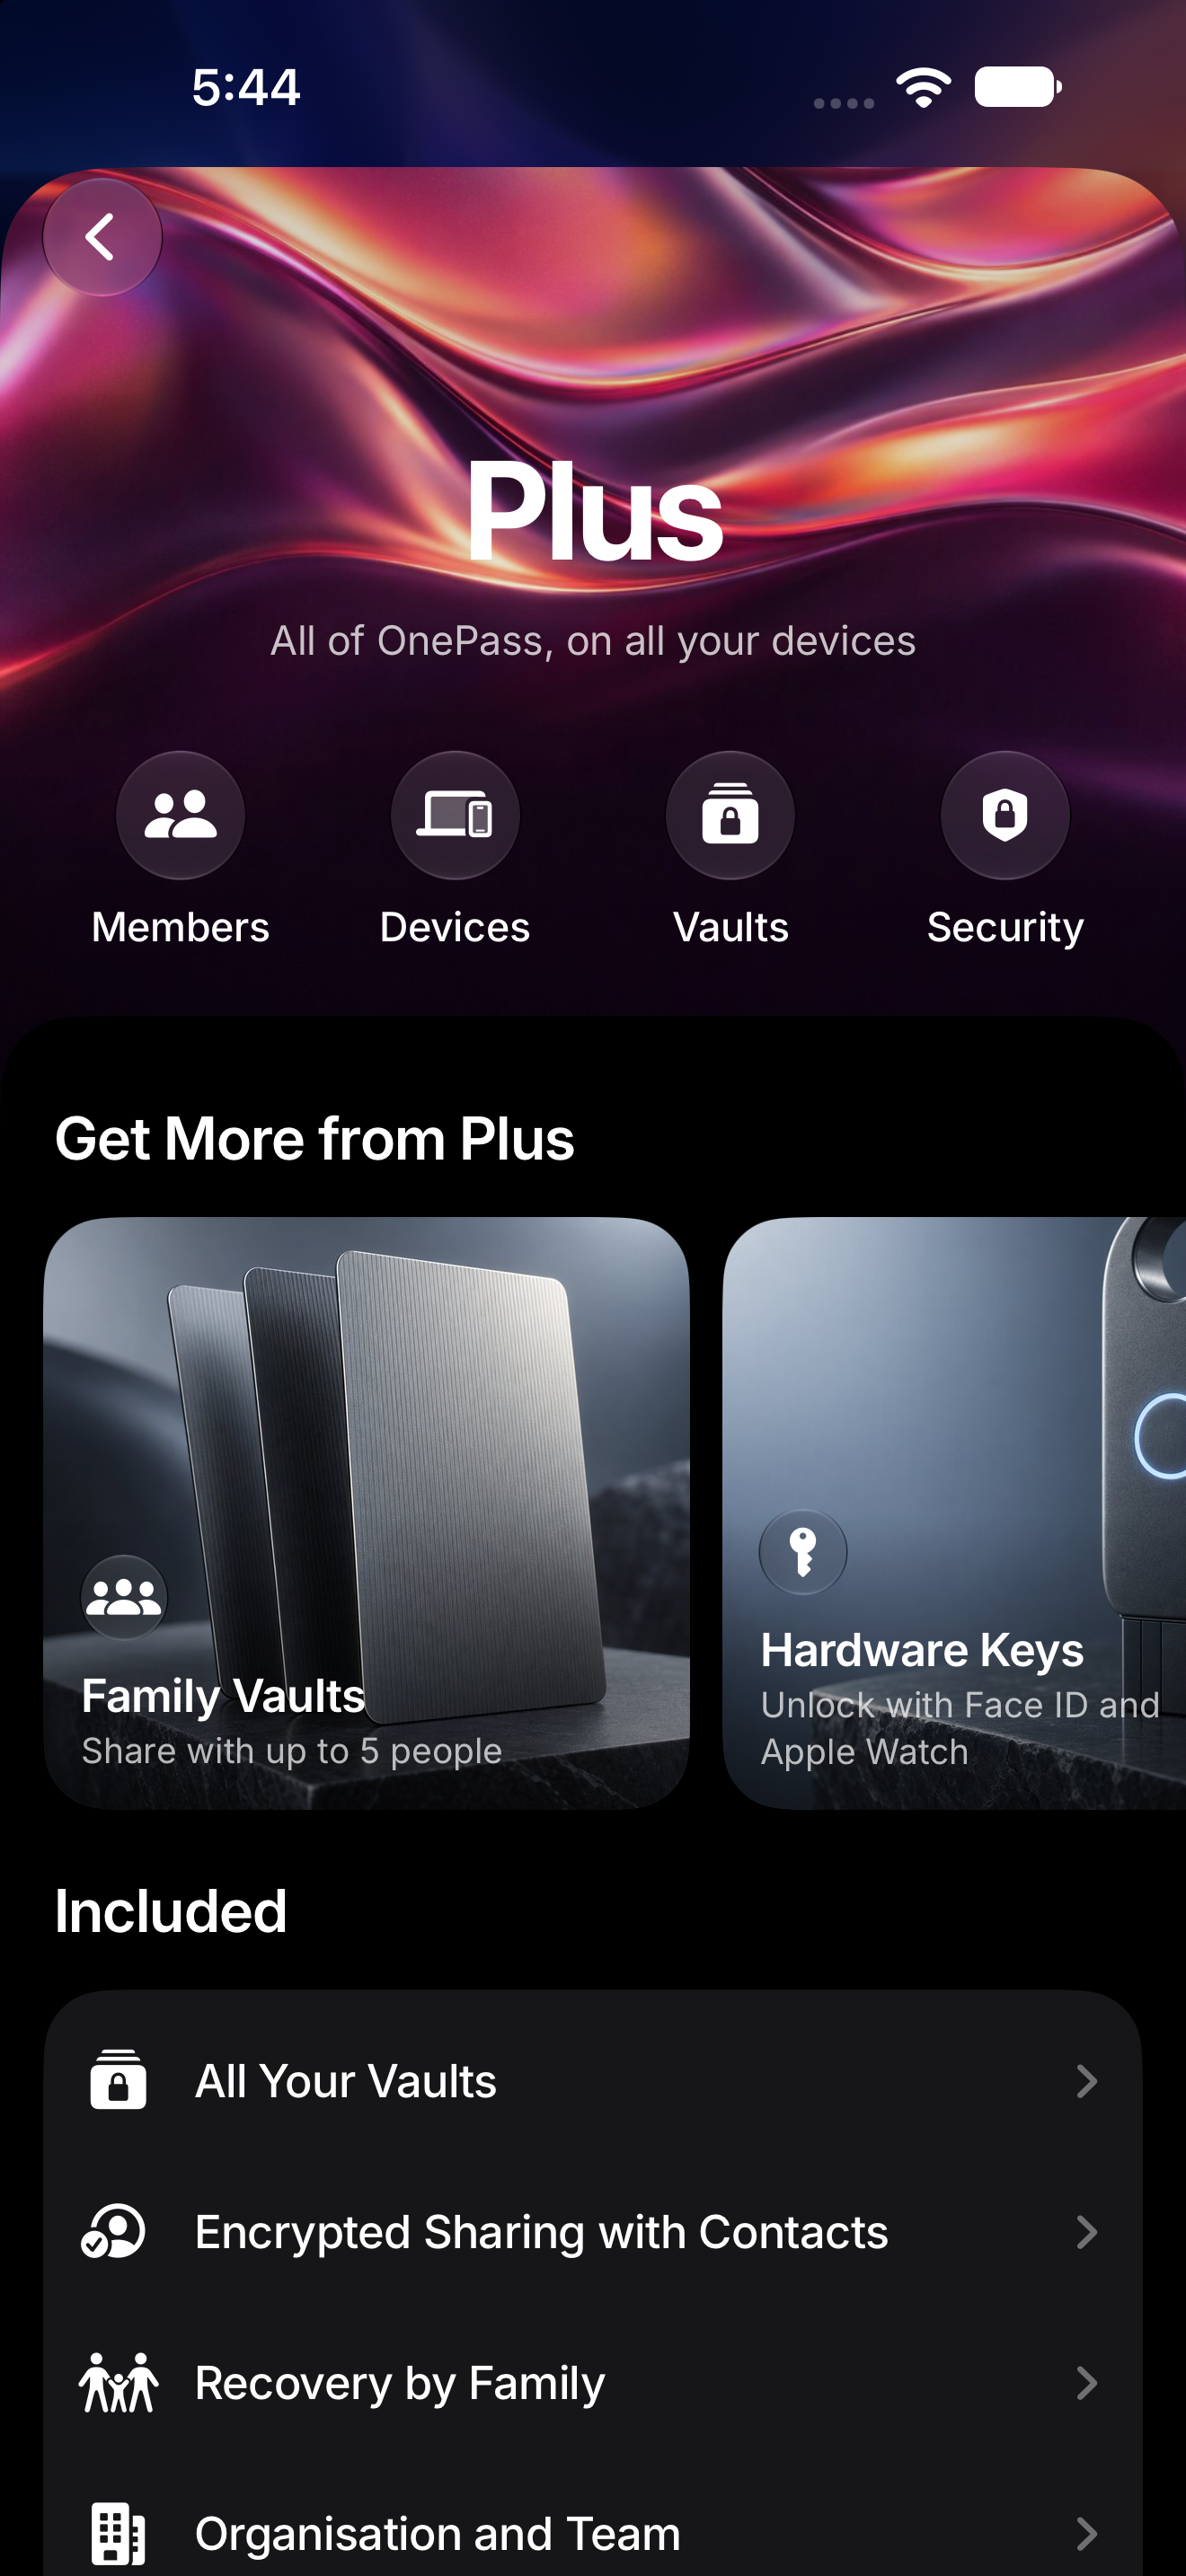 5:44
Plus
All of OnePass, on all your devices
Members
Devices
Vaults
Security
Get More from Plus
Family Vaults
Share with up to 5 people
Hardware Keys
Unlock with Face ID and
Apple Watch
Included
All Your Vaults
Encrypted Sharing with Contacts
Recovery by Family
Organisation and Team